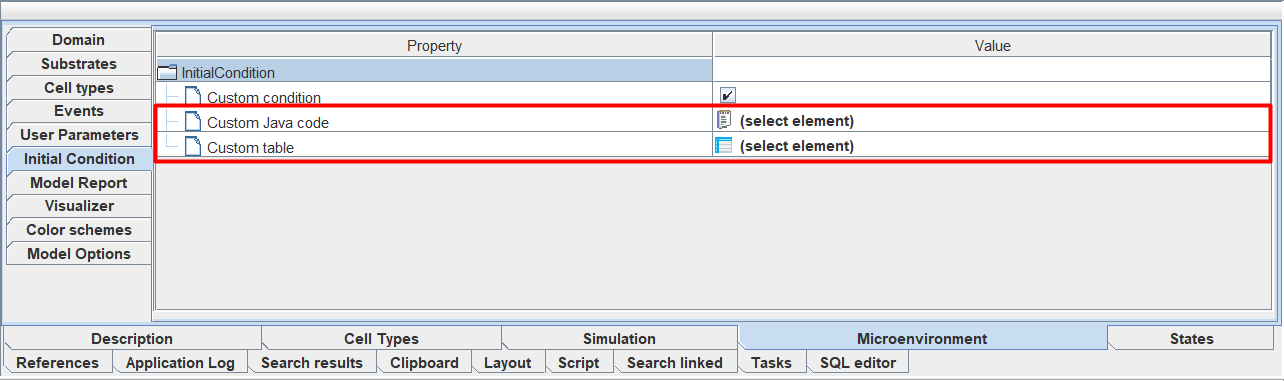 Domain
Substrates
Cell types
Events
User Parameters
Initial Condition
Model Report
Visualizer
Color schemes
Model Options
Property Value
InitialCondition
Custom condition
Custom Java code (select element)
Custom table (select element)
Description Cell Types Simulation Microenvironment States
References Application Log Search results Clipboard Layout Script Search linked Tasks SQL editor